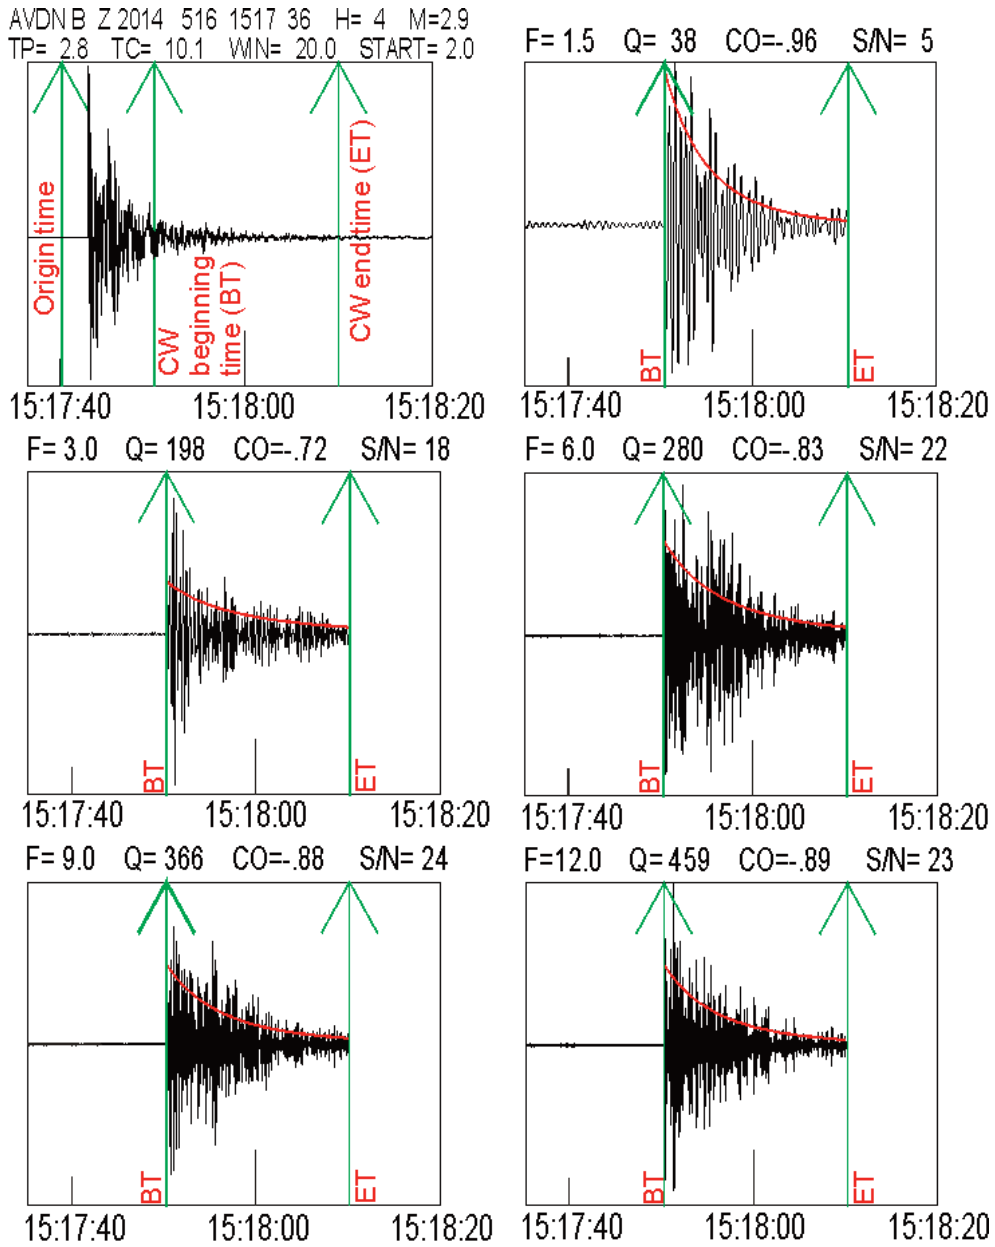 AVDN B Z 2014 516 1517 36 H= 4 M=2.9
TP= 2.8 TC= 10.1 WIN= 20.0 START= 2.0
Origin time
CW
beginning
time (BT)
CW end time (ET)
15:17:40 15:18:00 15:18:20
F= 1.5 Q= 38 CO=-.96 S/N= 5
BT
ET
15:17:40 15:18:00 15:18:20
F= 3.0 Q= 198 CO=-.72 S/N= 18
BT
ET
15:17:40 15:18:00 15:18:20
F= 6.0 Q= 280 CO=-.83 S/N= 22
BT
ET
15:17:40 15:18:00 15:18:20
F= 9.0 Q= 366 CO=-.88 S/N= 24
BT
ET
15:17:40 15:18:00 15:18:20
F=12.0 Q= 459 CO=-.89 S/N= 23
BT
ET
15:17:40 15:18:00 15:18:20